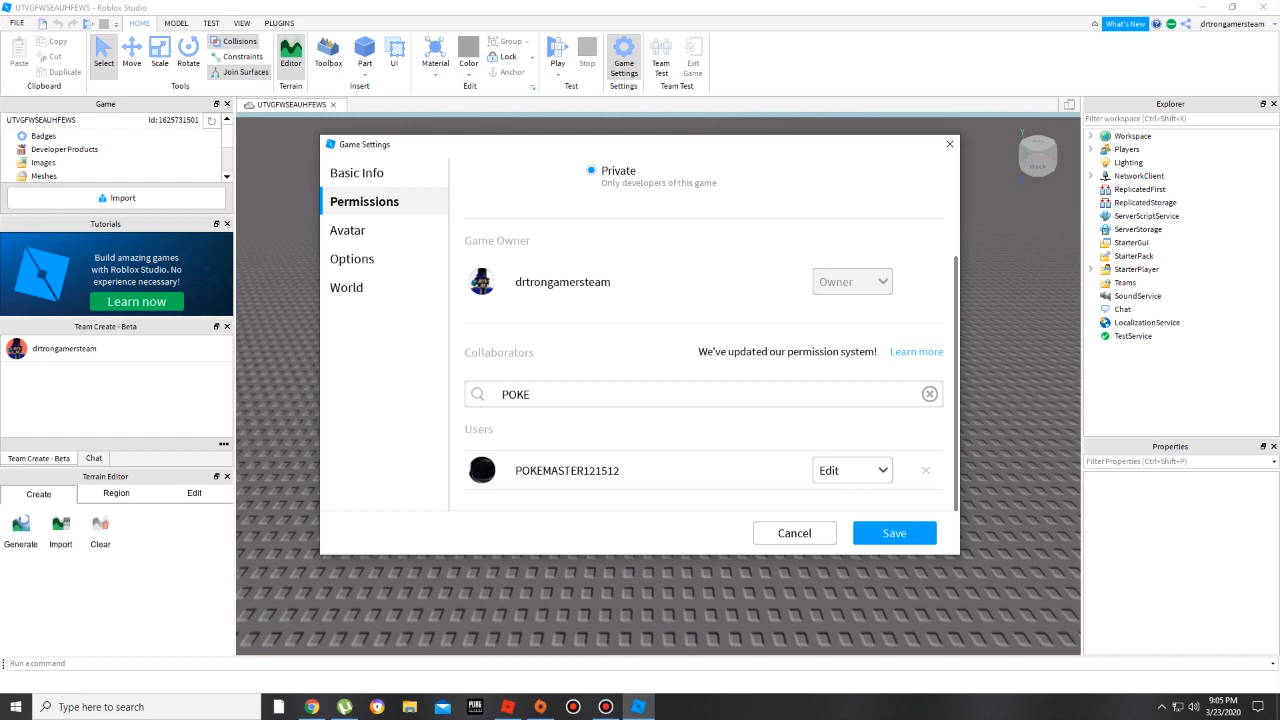 UTVGFWSEAUHFEWS - Roblox Studio
FILE HOME MODEL TEST VIEW PLUGINS What's New drtrongamersteam
Paste Copy Cut Duplicate Clipboard
Select Move Scale Rotate Collisions Constraints Join Surfaces Tools
Editor Terrain
Toolbox Part UI Insert
Material Color Group Lock Anchor Edit
Play Stop Test
Game Settings Settings
Team Test Exit Game Team Test
Game
UTVGFWSEAUHFEWS Id: 1625731501
Badges
Developer Products
Images
Meshes
Import
Tutorials
Build amazing games
with Roblox Studio. No
experience necessary!
Learn now
Team Create - Beta
drtrongamersteam
Team Create - Beta Chat
Terrain Editor
Create Region Edit
Generate Import Clear
Run a command
UTVGFWSEAUHFEWS
Game Settings
Basic Info
Permissions
Avatar
Options
World
Private
Only developers of this game
Game Owner
drtrongamersteam Owner
Collaborators We've updated our permission system! Learn more
POKE
Users
POKEMASTER121512 Edit
Cancel Save
Back
Y
Explorer
Filter workspace (Ctrl+Shift+X)
Workspace
Players
Lighting
NetworkClient
ReplicatedFirst
ReplicatedStorage
ServerScriptService
ServerStorage
StarterGui
StarterPack
StarterPlayer
Teams
SoundService
Chat
LocalizationService
TestService
Properties
Filter Properties (Ctrl+Shift+P)
Type here to search
PUBG
9:05 PM
3/23/2020